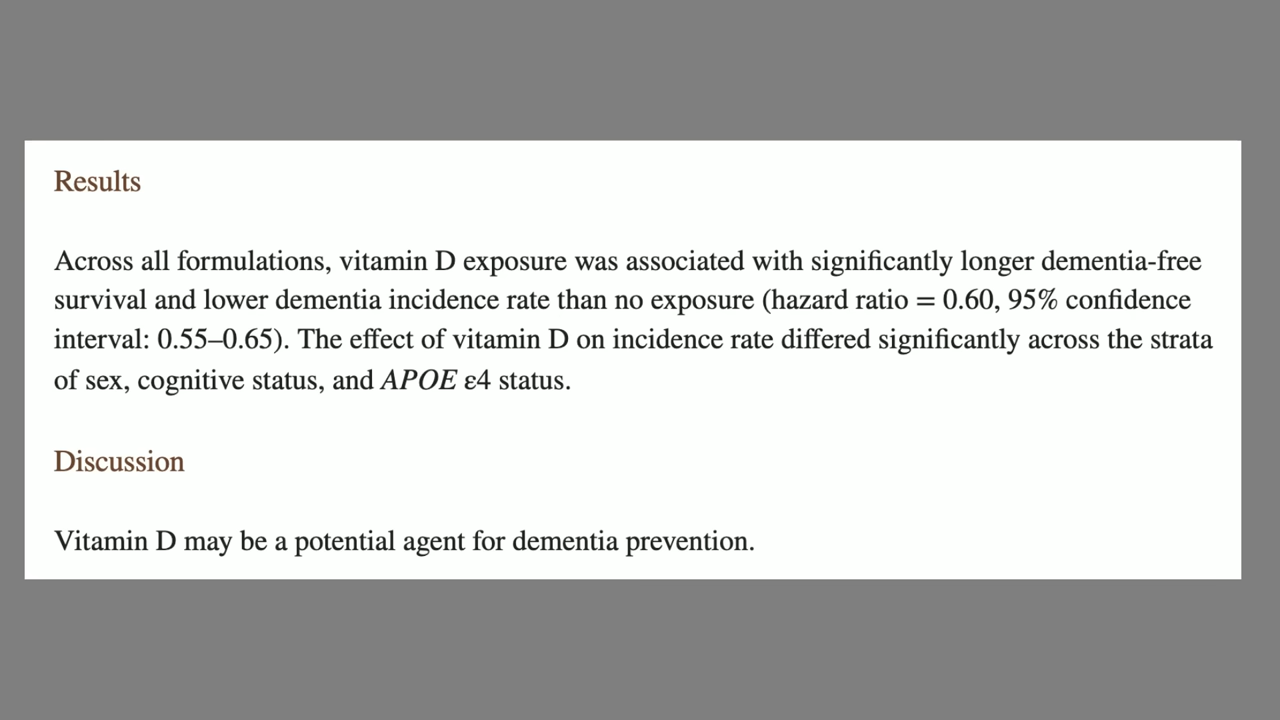 Results
Across all formulations, vitamin D exposure was associated with significantly longer dementia-free
survival and lower dementia incidence rate than no exposure (hazard ratio = 0.60, 95% confidence
interval: 0.55–0.65). The effect of vitamin D on incidence rate differed significantly across the strata
of sex, cognitive status, and APOE ε4 status.
Discussion
Vitamin D may be a potential agent for dementia prevention.